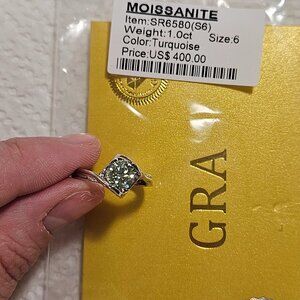 MOISSANITE
Item:SR6580(S6)
Weight:1.0ct Size:6
Color:Turquoise
Price:US$ 400.00
GRA